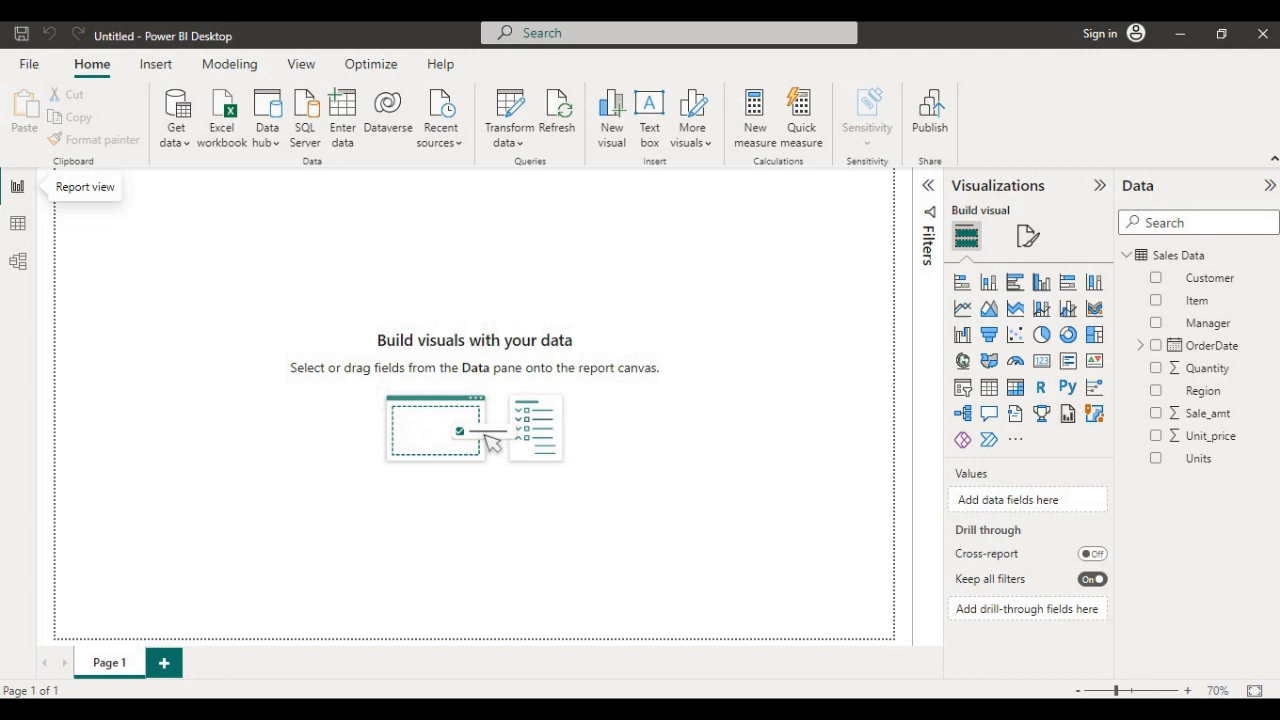 Untitled - Power BI Desktop
Search
Sign in
File
Home
Insert
Modeling
View
Optimize
Help
Paste
Cut
Copy
Format painter
Clipboard
Get data
Excel workbook
Data hub
SQL Server
Enter data
Dataverse
Recent sources
Data
Transform data
Refresh
Queries
New visual
Text box
More visuals
Insert
New measure
Quick measure
Calculations
Sensitivity
Sensitivity
Publish
Share
Report view
Build visuals with your data
Select or drag fields from the Data pane onto the report canvas.
Filters
Visualizations
Build visual
123
R
Py
Values
Add data fields here
Drill through
Cross-report
Off
Keep all filters
On
Add drill-through fields here
Data
Search
Sales Data
Customer
Item
Manager
OrderDate
Quantity
Region
Sale_amt
Unit_price
Units
Page 1
Page 1 of 1
70%